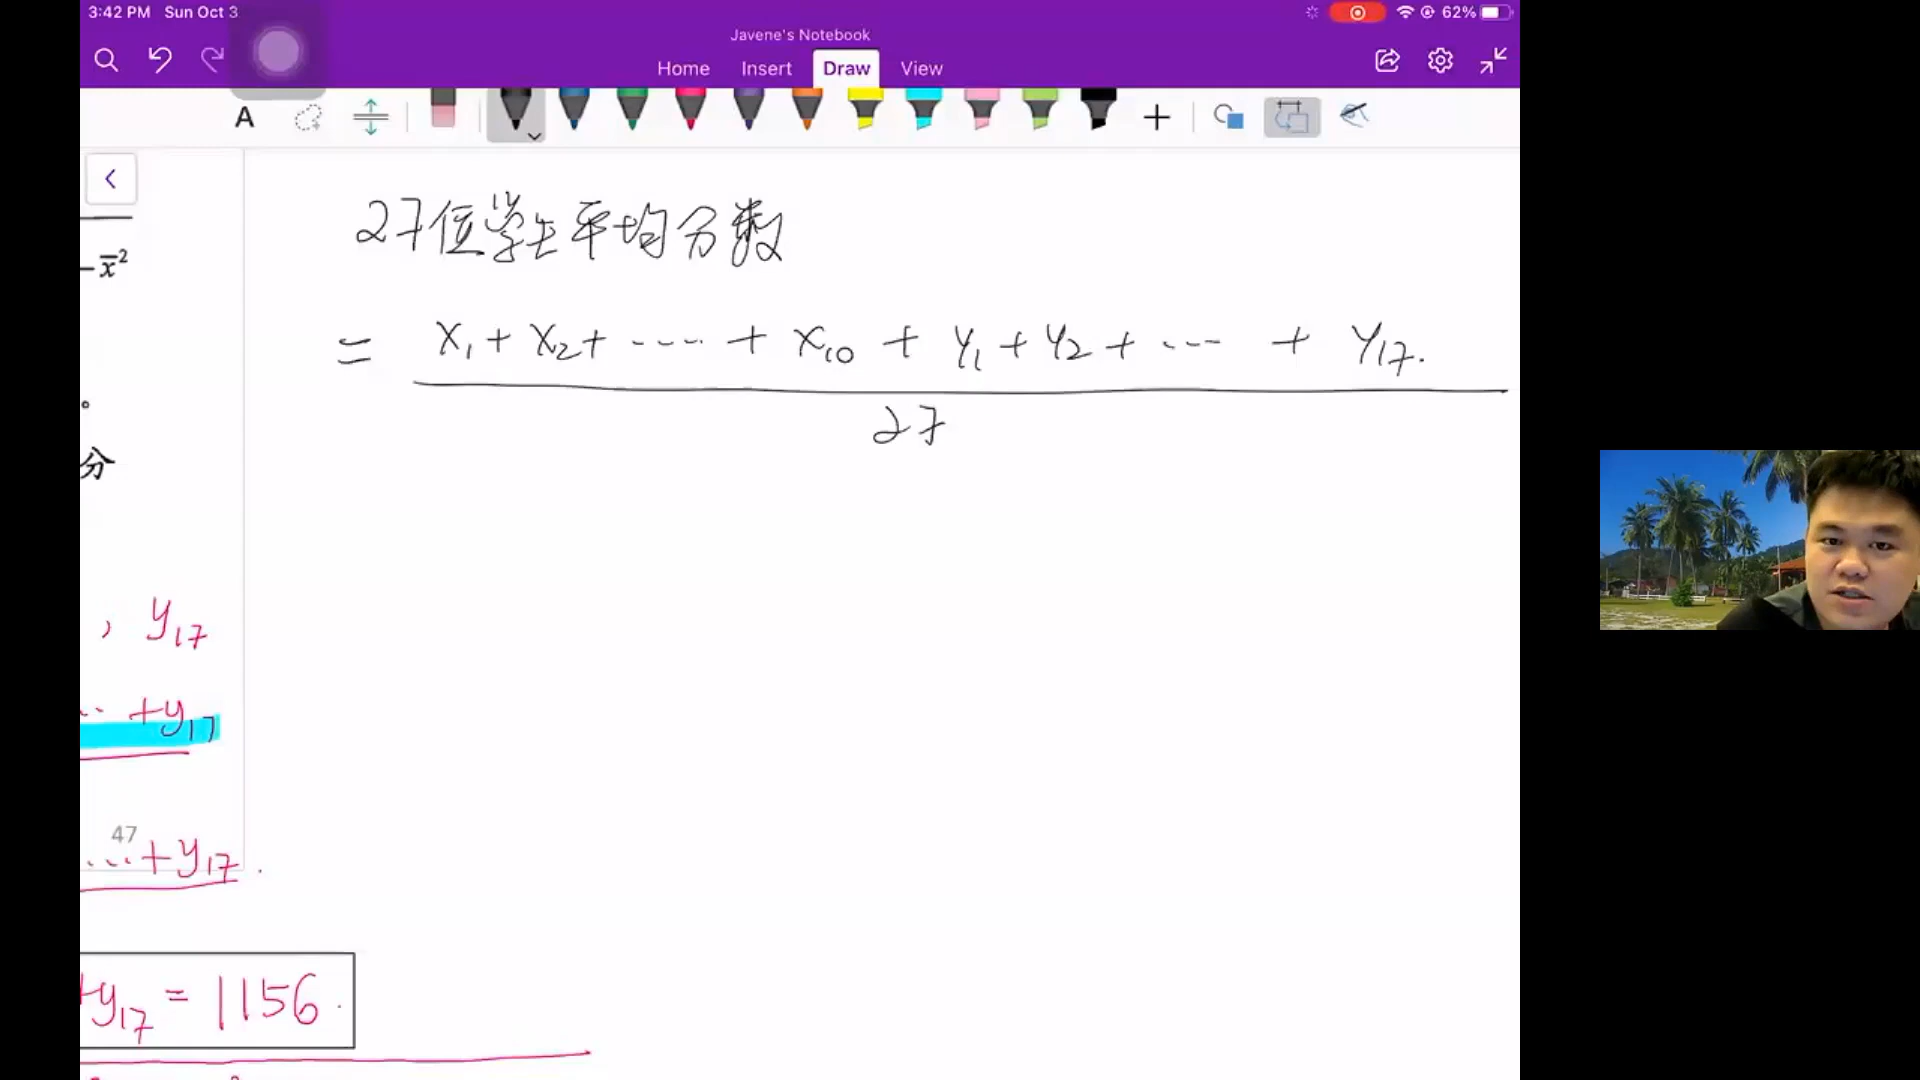 3:42 PM Sun Oct 3
62%
Javene's Notebook
Home Insert Draw View
A
27位学生平均分数
= x₁ + x₂ + ---- + x₁₀ + y₁ + y₂ + --- + y₁₇.
27
-x̄²
。
分
, y₁₇
.. +y₁₇
47
...+y₁₇.
+y₁₇ = 1156.